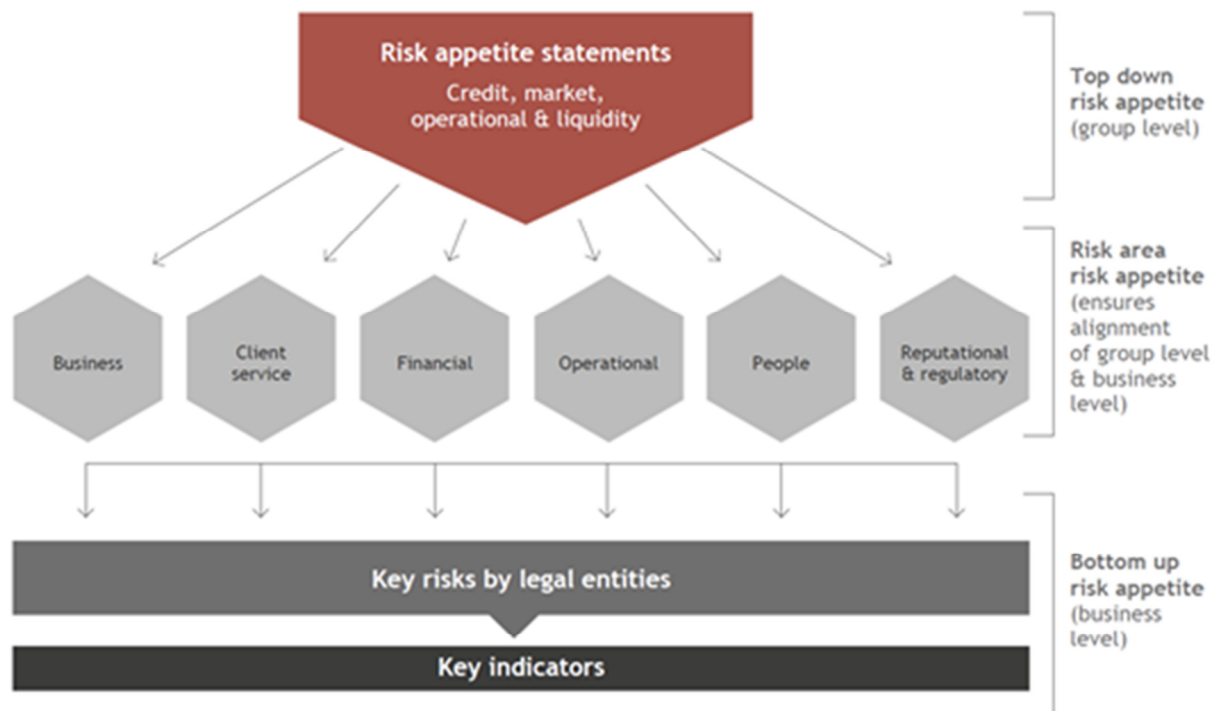 Risk appetite statements
Credit, market,
operational & liquidity
Top down
risk appetite
(group level)
Business
Client
service
Financial
Operational
People
Reputational
& regulatory
Risk area
risk appetite
(ensures
alignment
of group level
& business
level)
Key risks by legal entities
Key indicators
Bottom up
risk appetite
(business
level)